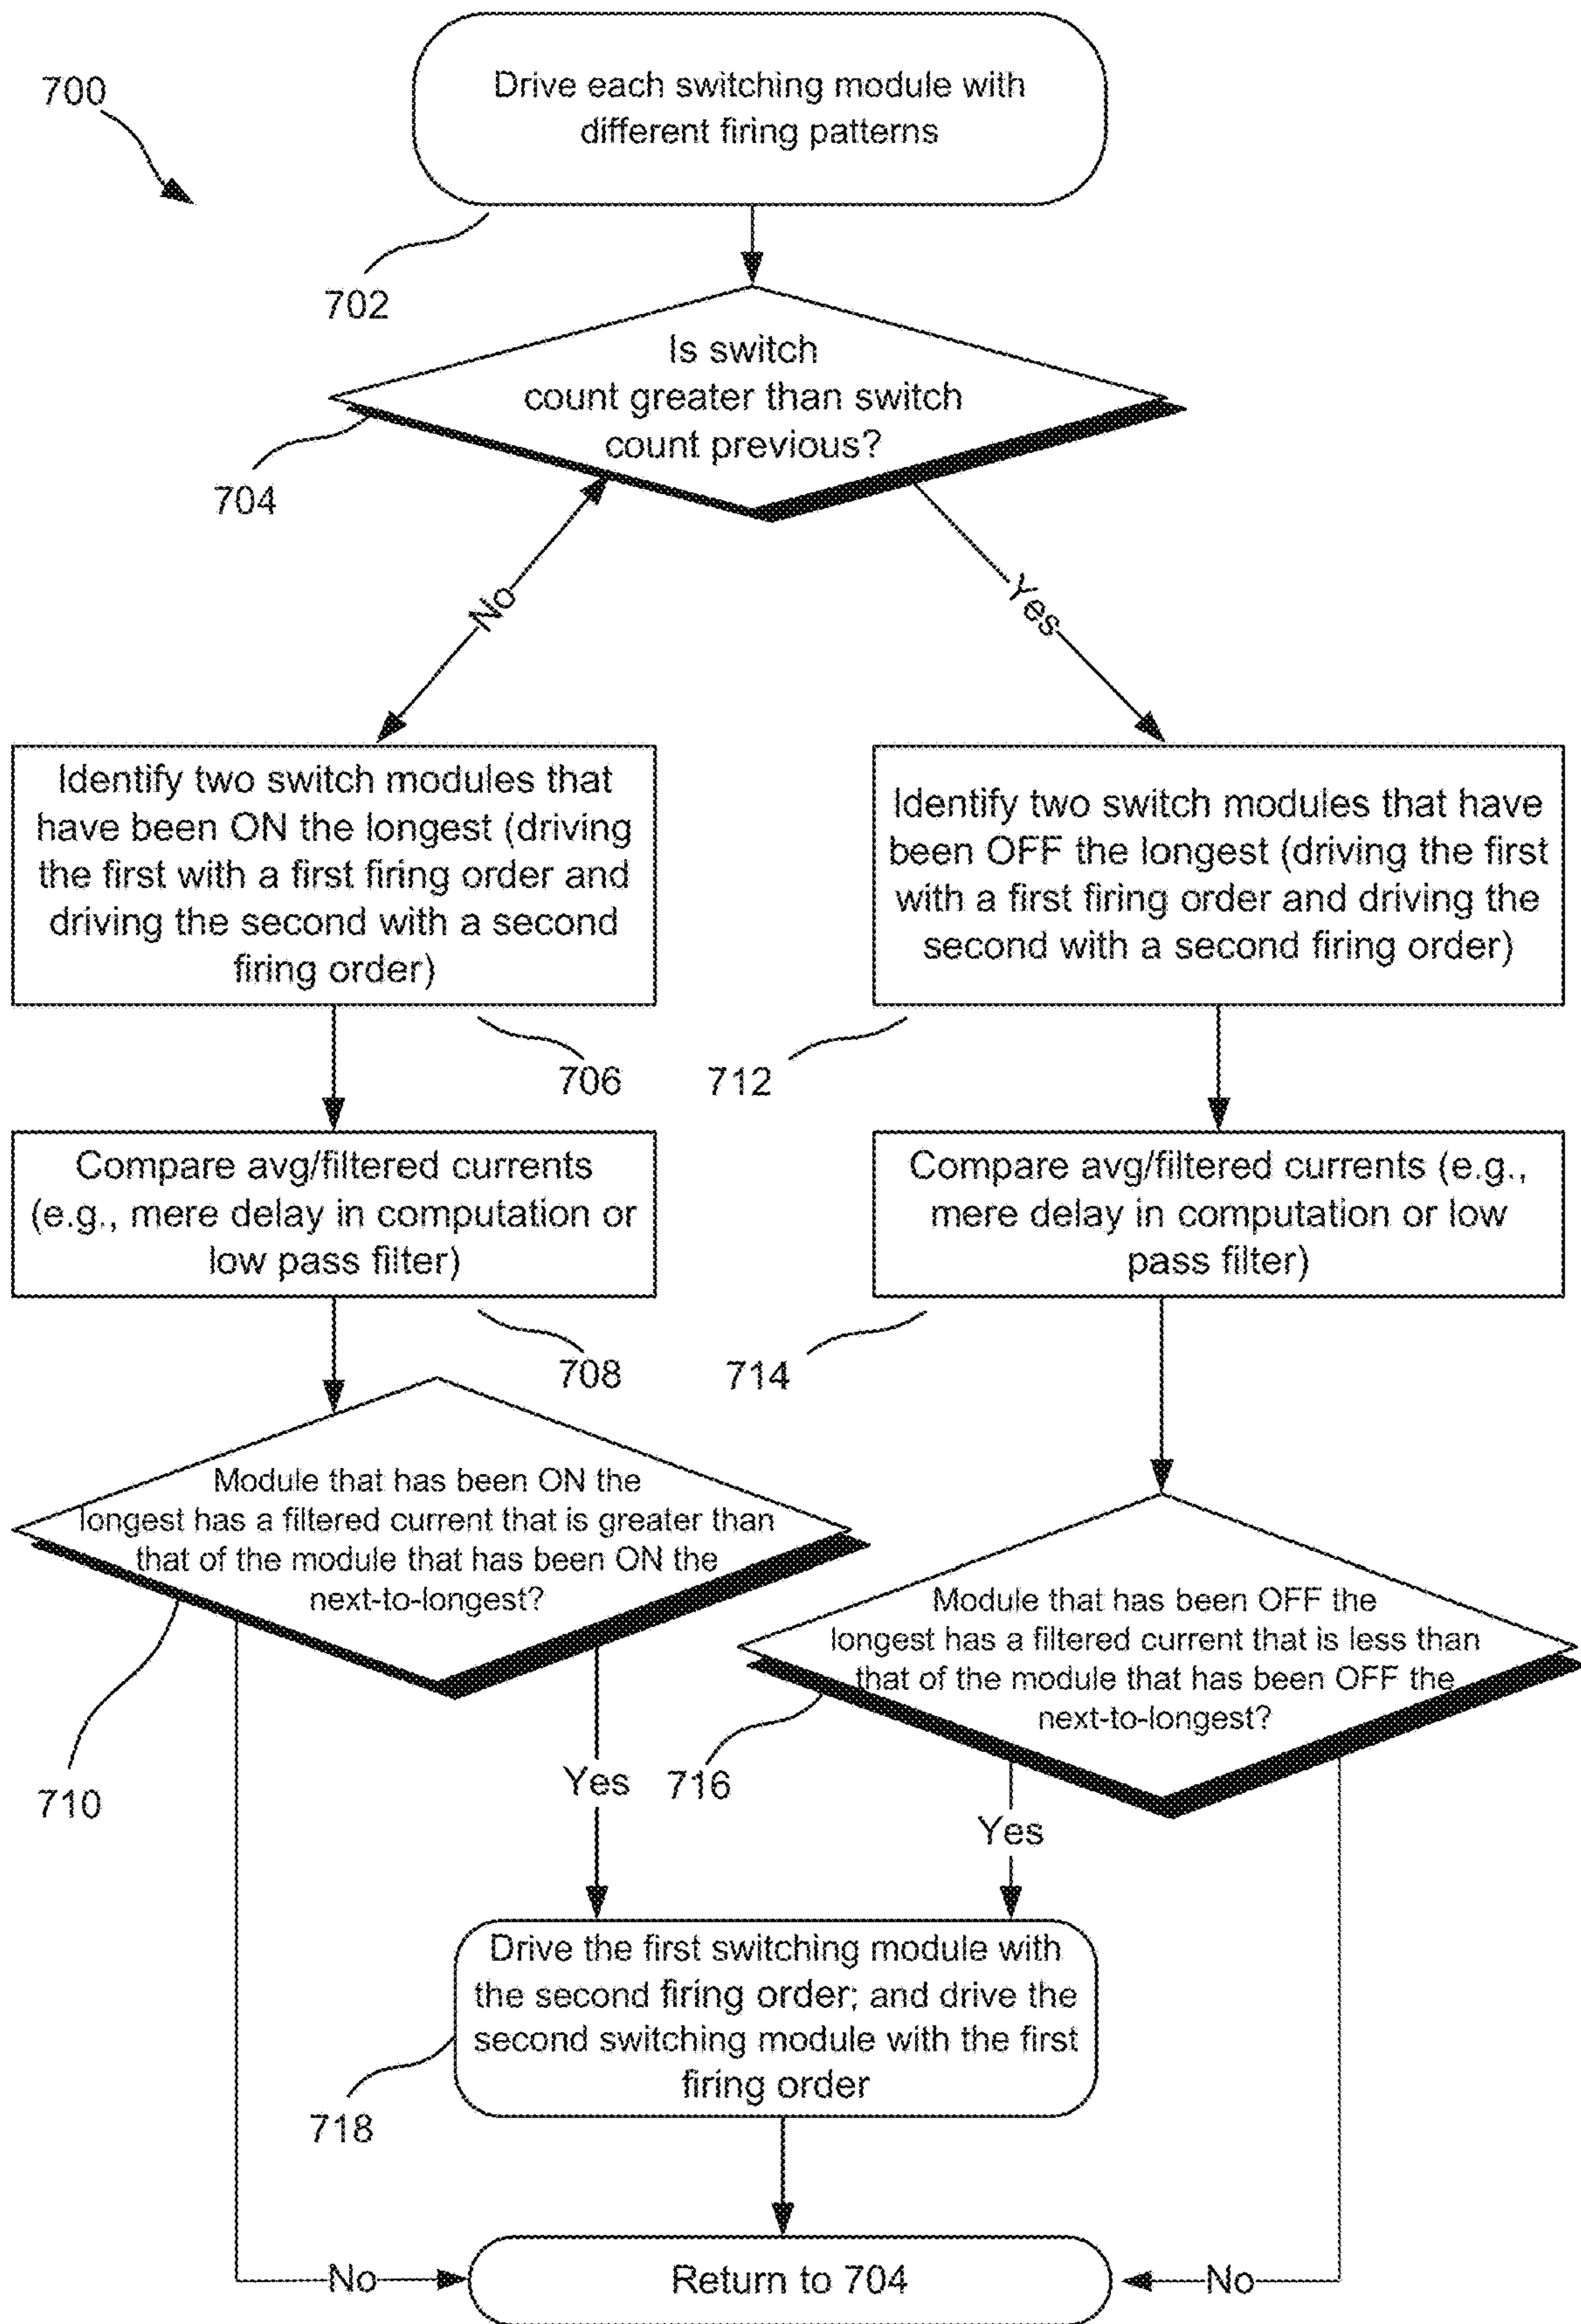 700
Drive each switching module with
different firing patterns
702
Is switch
count greater than switch
count previous?
704
No
Yes
Identify two switch modules that
have been ON the longest (driving
the first with a first firing order and
driving the second with a second
firing order)
706
Identify two switch modules that have
been OFF the longest (driving the first
with a first firing order and driving the
second with a second firing order)
712
Compare avg/filtered currents
(e.g., mere delay in computation or
low pass filter)
708
Compare avg/filtered currents (e.g.,
mere delay in computation or low
pass filter)
714
Module that has been ON the
longest has a filtered current that is greater than
that of the module that has been ON the
next-to-longest?
710
Module that has been OFF the
longest has a filtered current that is less than
that of the module that has been OFF the
next-to-longest?
716
Yes
Yes
Drive the first switching module with
the second firing order; and drive the
second switching module with the first
firing order
718
No
Return to 704
No